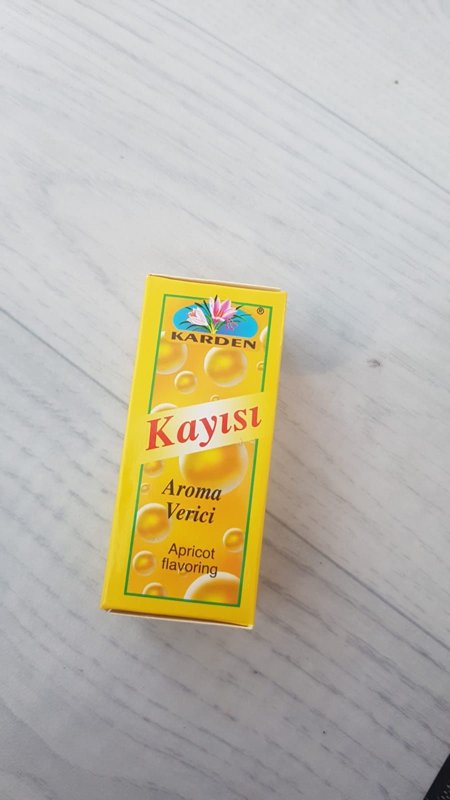 ®
KARDEN
Kayısı
Aroma
Verici
Apricot
flavoring